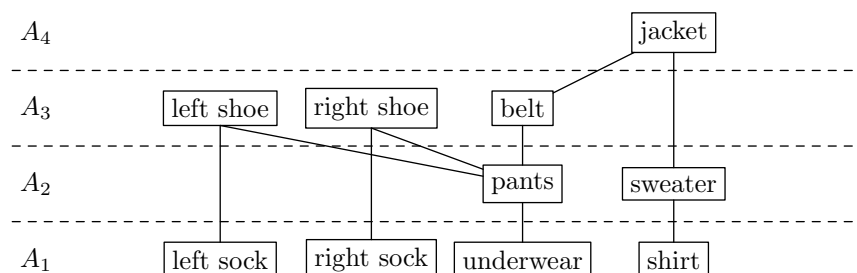 A₄ jacket
A₃ left shoe right shoe belt
A₂ pants sweater
A₁ left sock right sock underwear shirt